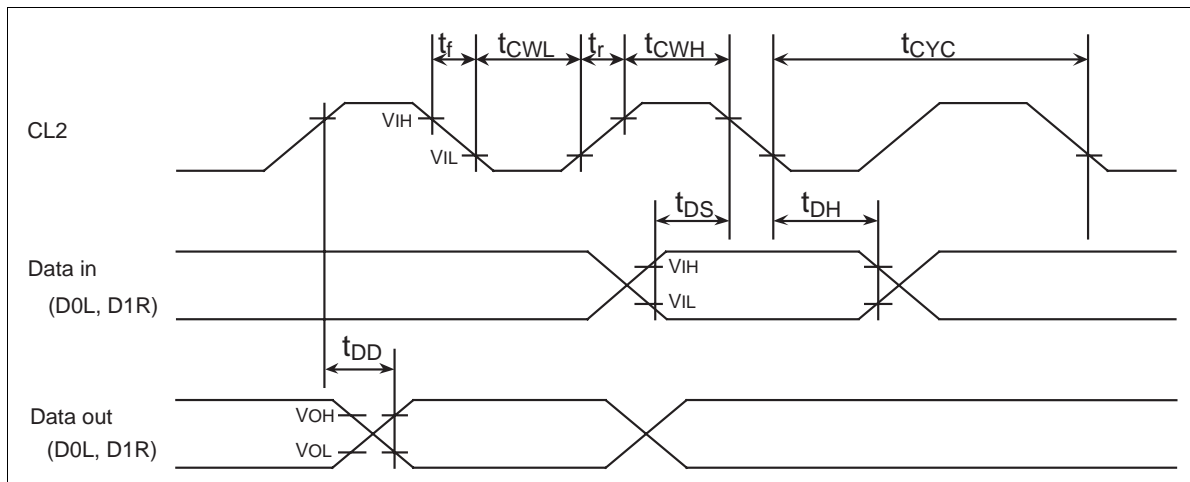 tf tCWL tr tCWH tCYC
CL2
VIH
VIL
tDS tDH
Data in
(D0L, D1R)
VIH
VIL
tDD
Data out
(D0L, D1R)
VOH
VOL